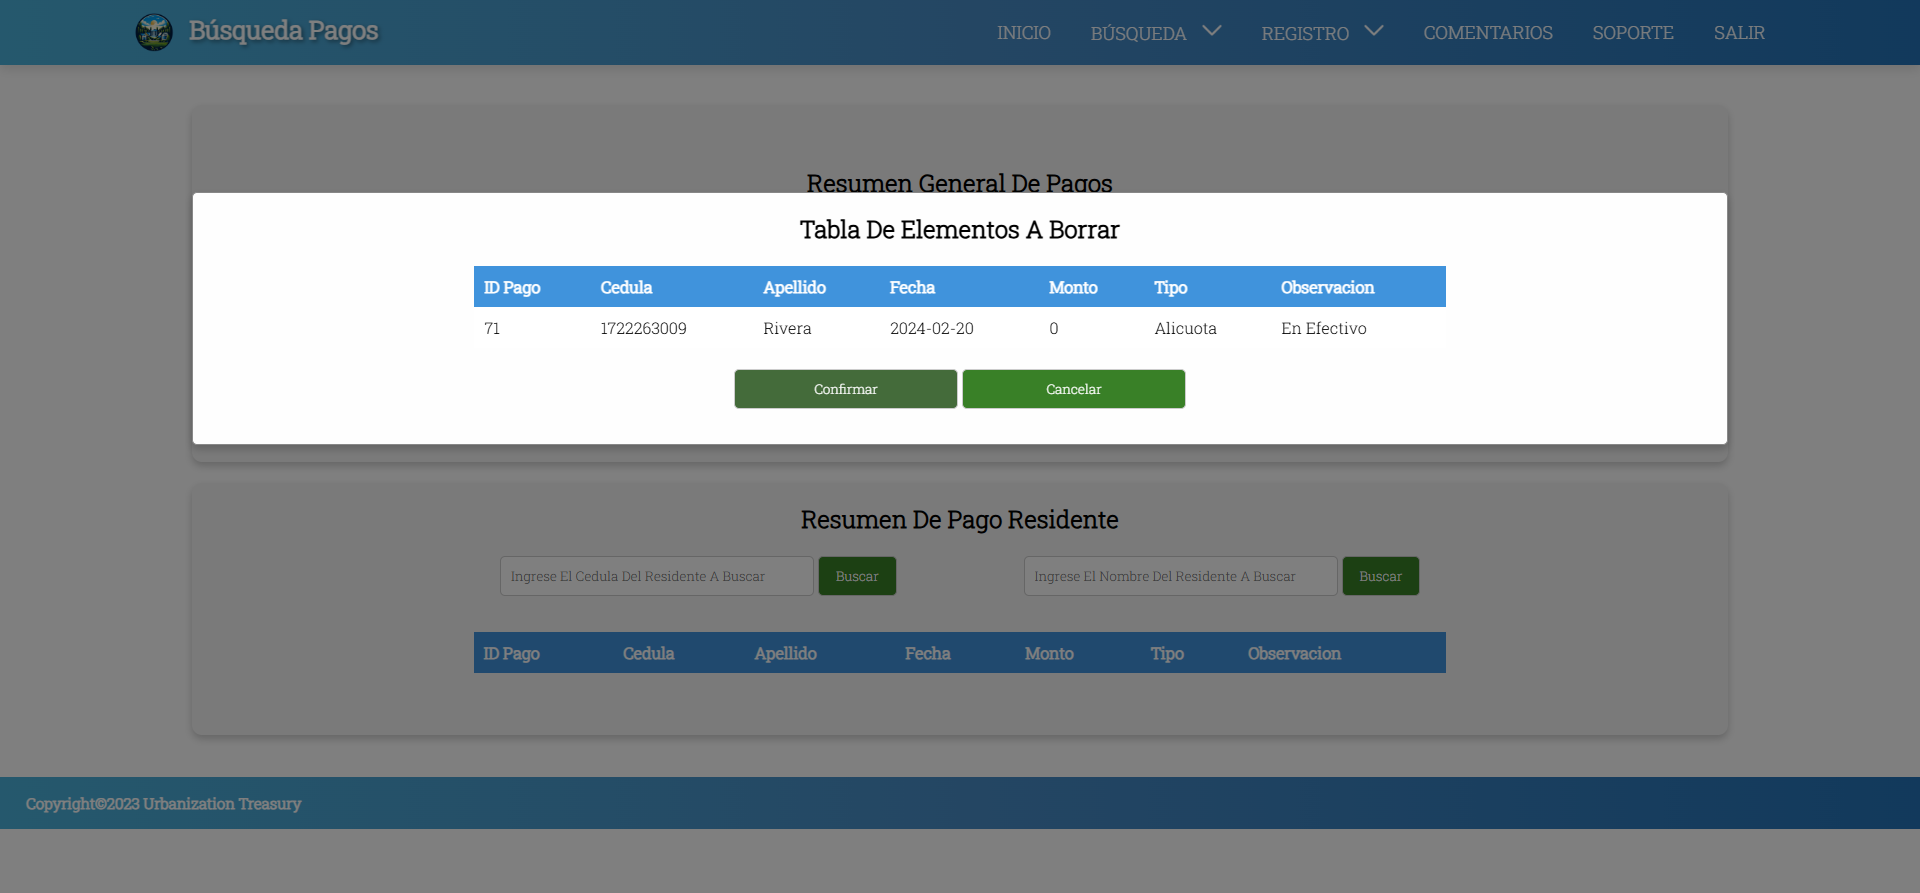 Búsqueda Pagos
INICIO BÚSQUEDA REGISTRO COMENTARIOS SOPORTE SALIR
Resumen General De Pagos
Tabla De Elementos A Borrar
ID Pago Cedula Apellido Fecha Monto Tipo Observacion
71 1722263009 Rivera 2024-02-20 0 Alicuota En Efectivo
Confirmar Cancelar
Resumen De Pago Residente
Ingrese El Cedula Del Residente A Buscar Buscar Ingrese El Nombre Del Residente A Buscar Buscar
ID Pago Cedula Apellido Fecha Monto Tipo Observacion
Copyright©2023 Urbanization Treasury